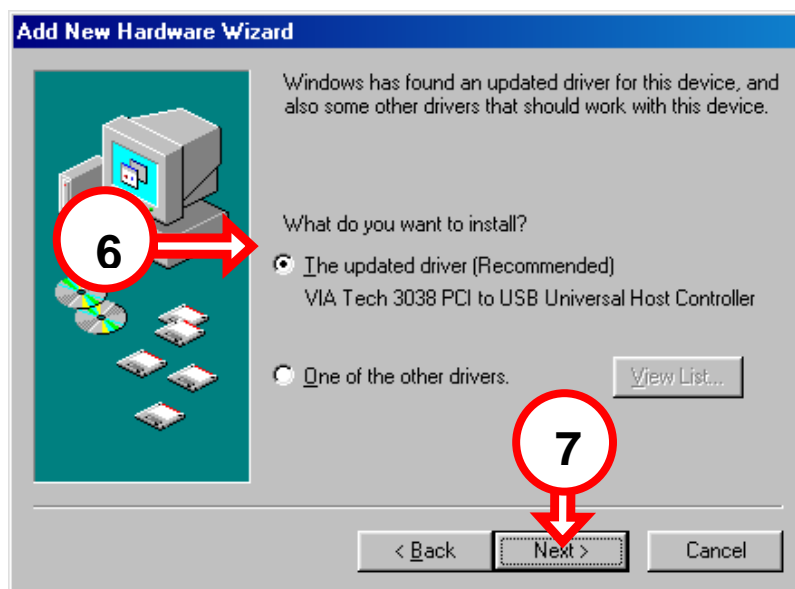 Add New Hardware Wizard
Windows has found an updated driver for this device, and
also some other drivers that should work with this device.
What do you want to install?
6
The updated driver (Recommended)
VIA Tech 3038 PCI to USB Universal Host Controller
One of the other drivers.
View List...
7
< Back
Next >
Cancel